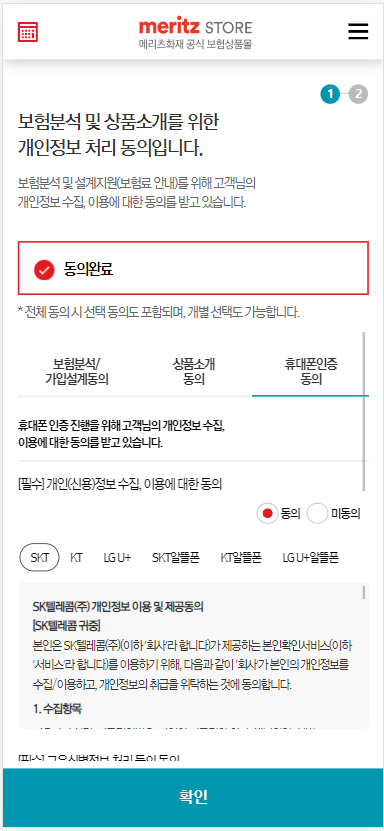 meritz STORE
메리츠화재 공식 보험상품몰
1 2
보험분석 및 상품소개를 위한
개인정보 처리 동의입니다.
보험분석 및 설계지원(보험료 안내)를 위해 고객님의
개인정보 수집, 이용에 대한 동의를 받고 있습니다.
동의완료
* 전체 동의 시 선택 동의도 포함되며, 개별 선택도 가능합니다.
보험분석/
가입설계동의
상품소개
동의
휴대폰인증
동의
휴대폰 인증 진행을 위해 고객님의 개인정보 수집,
이용에 대한 동의를 받고 있습니다.
[필수] 개인(신용)정보 수집, 이용에 대한 동의
동의 미동의
SKT KT LG U+ SKT알뜰폰 KT알뜰폰 LG U+알뜰폰
SK텔레콤(주) 개인정보 이용 및 제공동의
[SK텔레콤 귀중]
본인은 SK텔레콤(주)(이하 '회사'라 합니다)가 제공하는 본인확인서비스(이하
'서비스'라 합니다)를 이용하기 위해, 다음과 같이 '회사'가 본인의 개인정보를
수집/이용하고, 개인정보의 취급을 위탁하는 것에 동의합니다.
1. 수집항목
확인